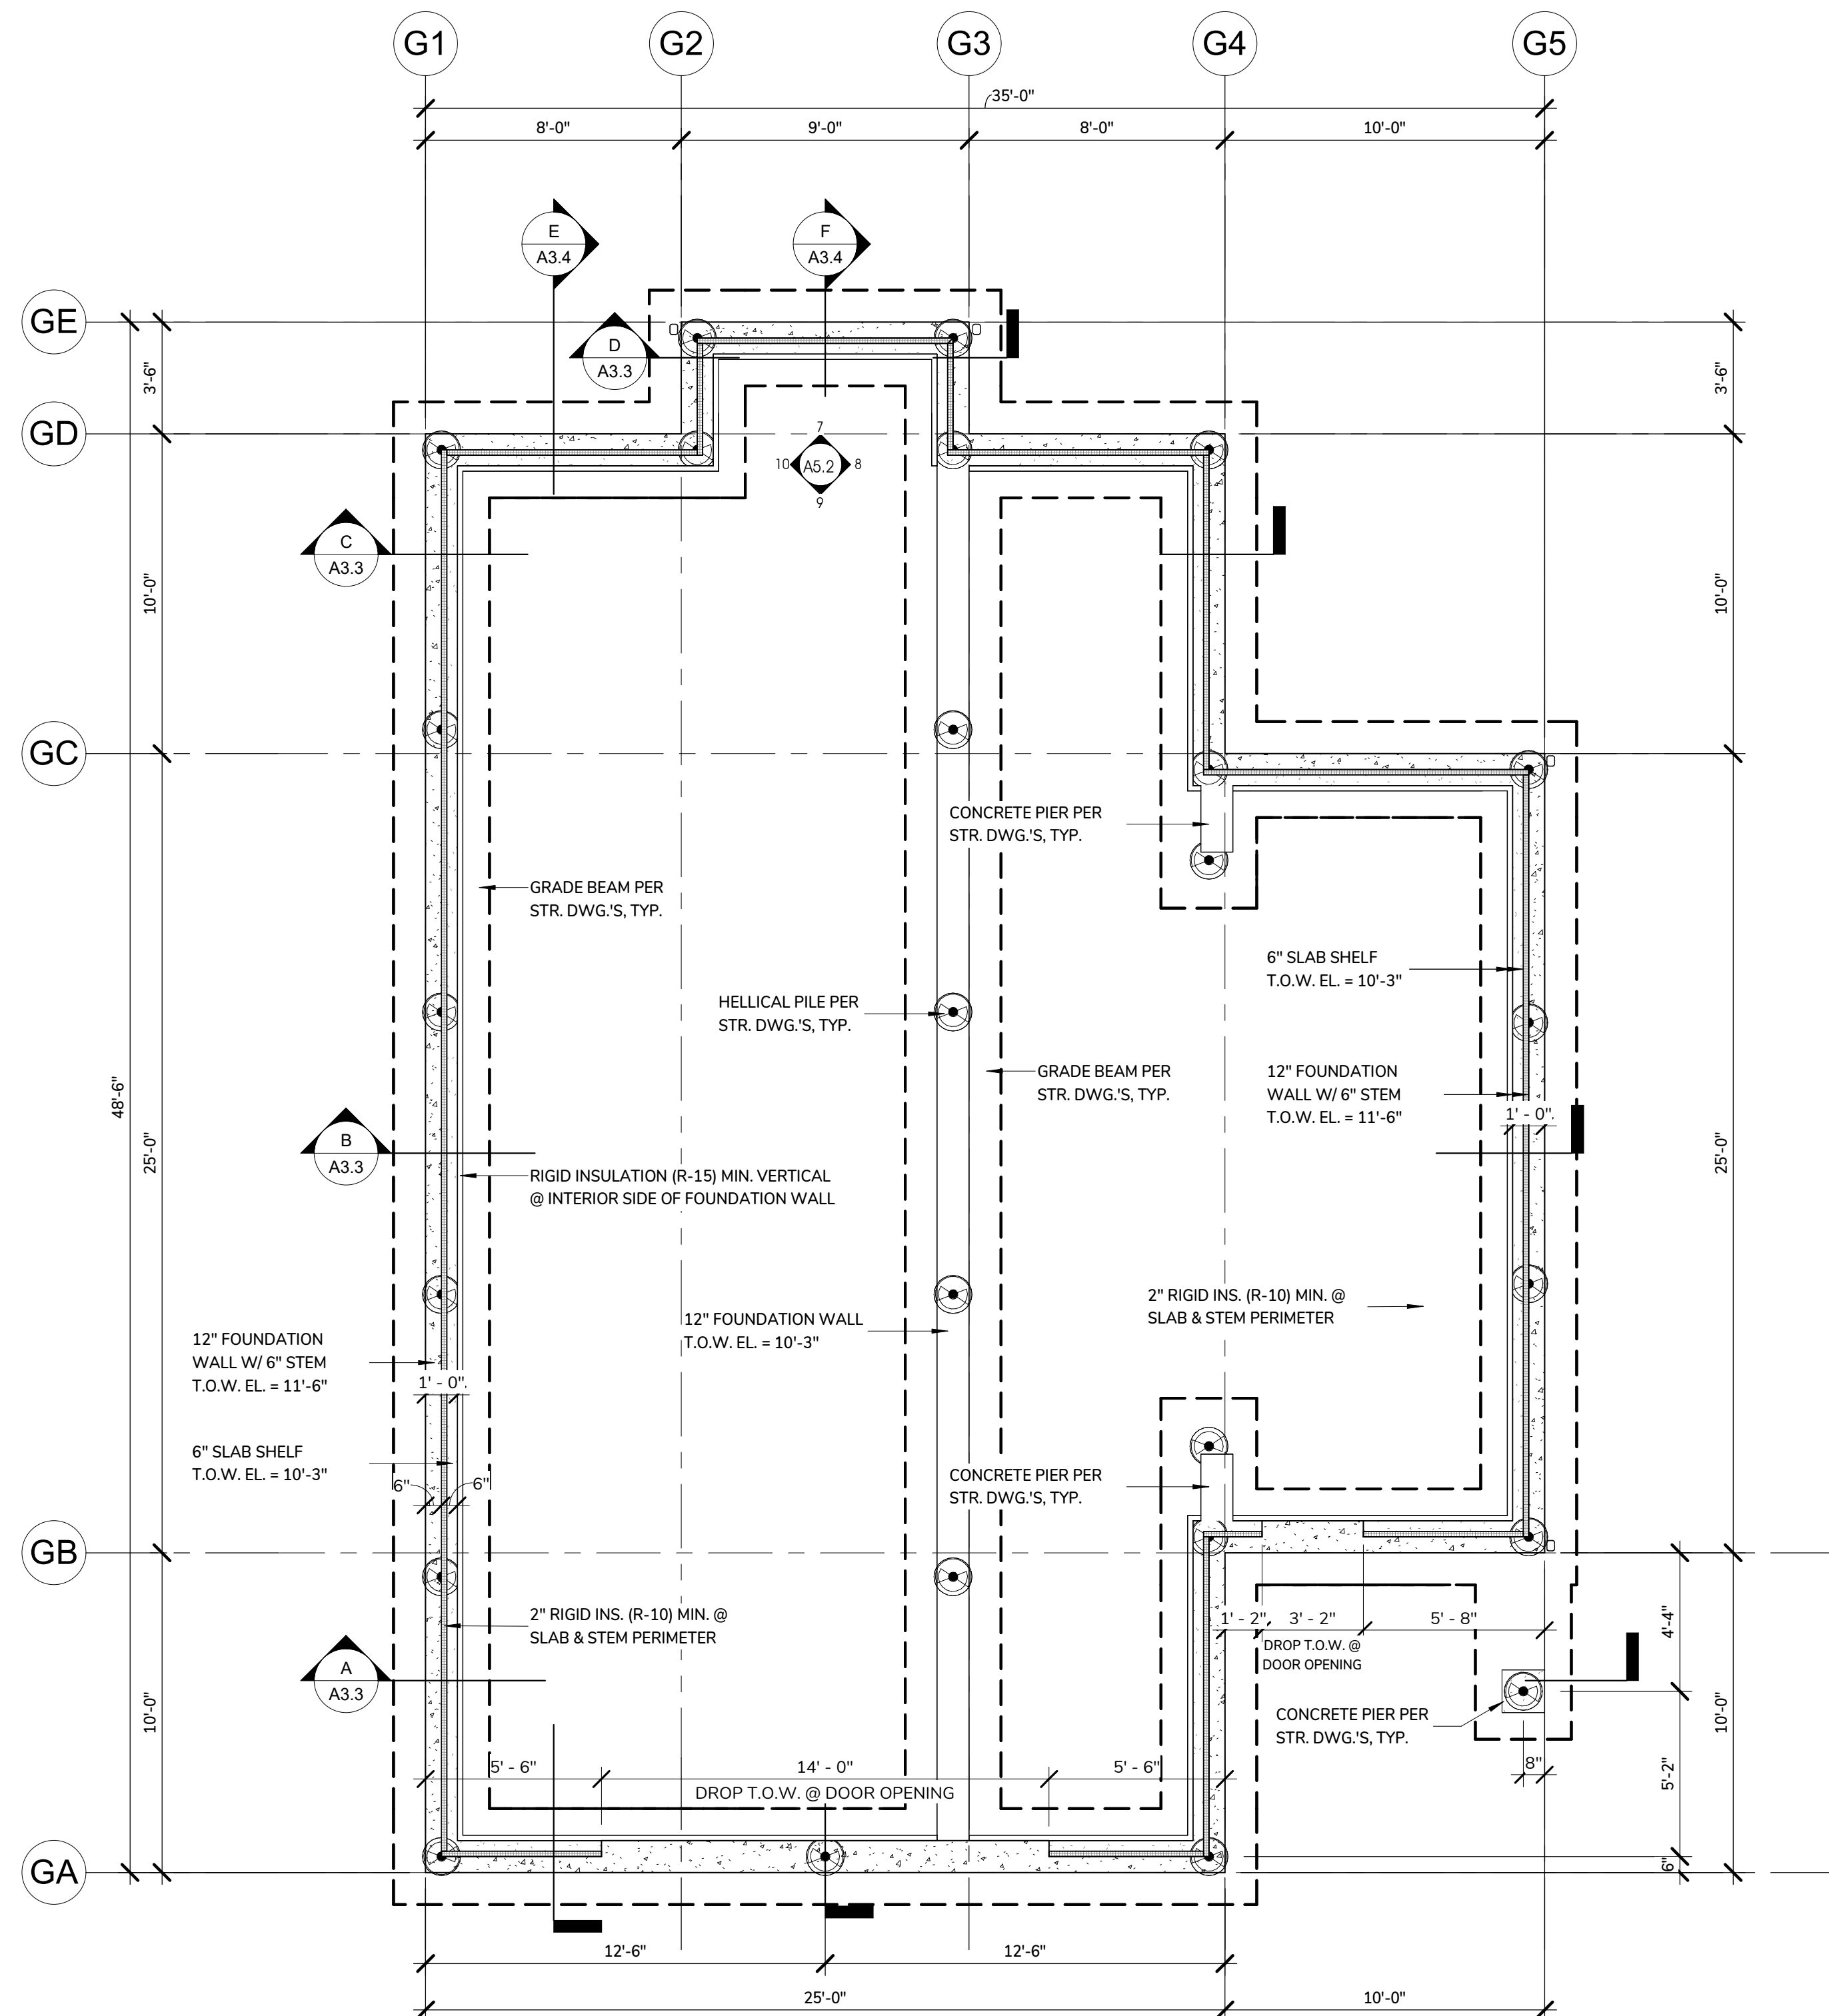 G1
G2
G3
G4
G5
35'-0"
8'-0"
9'-0"
8'-0"
10'-0"
E
A3.4
F
A3.4
GE
D
A3.3
3'-6"
3'-6"
GD
7
10
A5.2
8
9
C
A3.3
10'-0"
10'-0"
GC
CONCRETE PIER PER
STR. DWG.'S, TYP.
GRADE BEAM PER
STR. DWG.'S, TYP.
6" SLAB SHELF
T.O.W. EL. = 10'-3"
HELLICAL PILE PER
STR. DWG.'S, TYP.
GRADE BEAM PER
STR. DWG.'S, TYP.
12" FOUNDATION
WALL W/ 6" STEM
T.O.W. EL. = 11'-6"
1' - 0"
48'-6"
25'-0"
25'-0"
B
A3.3
RIGID INSULATION (R-15) MIN. VERTICAL
@ INTERIOR SIDE OF FOUNDATION WALL
2" RIGID INS. (R-10) MIN. @
SLAB & STEM PERIMETER
12" FOUNDATION WALL
T.O.W. EL. = 10'-3"
12" FOUNDATION
WALL W/ 6" STEM
T.O.W. EL. = 11'-6"
1' - 0"
6" SLAB SHELF
T.O.W. EL. = 10'-3"
6"
6"
CONCRETE PIER PER
STR. DWG.'S, TYP.
GB
2" RIGID INS. (R-10) MIN. @
SLAB & STEM PERIMETER
1' - 2"
3' - 2"
5' - 8"
DROP T.O.W. @
DOOR OPENING
4'-4"
A
A3.3
10'-0"
10'-0"
CONCRETE PIER PER
STR. DWG.'S, TYP.
8"
5'-2"
5' - 6"
14' - 0"
5' - 6"
DROP T.O.W. @ DOOR OPENING
GA
6"
12'-6"
12'-6"
25'-0"
10'-0"